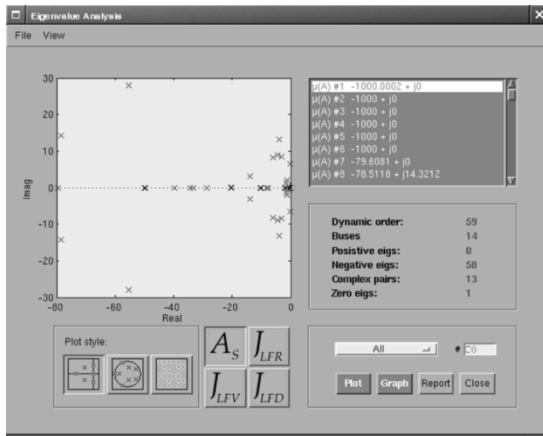 Eigenvalue Analysis
File View
30
20
10
0
-10
-20
-30
Imag
-80 -60 -40 -20 0
Real
μ(A) #1 -1000.0002 + j0
μ(A) #2 -1000 + j0
μ(A) #3 -1000 + j0
μ(A) #4 -1000 + j0
μ(A) #5 -1000 + j0
μ(A) #6 -1000 + j0
μ(A) #7 -79.6081 + j0
μ(A) #8 -78.5118 + j14.3212
Dynamic order: 59
Buses 14
Posistive eigs: 0
Negative eigs: 58
Complex pairs: 13
Zero eigs: 1
Plot style:
A_S J_LFR
J_LFV J_LFD
All # 50
Plot Graph Report Close